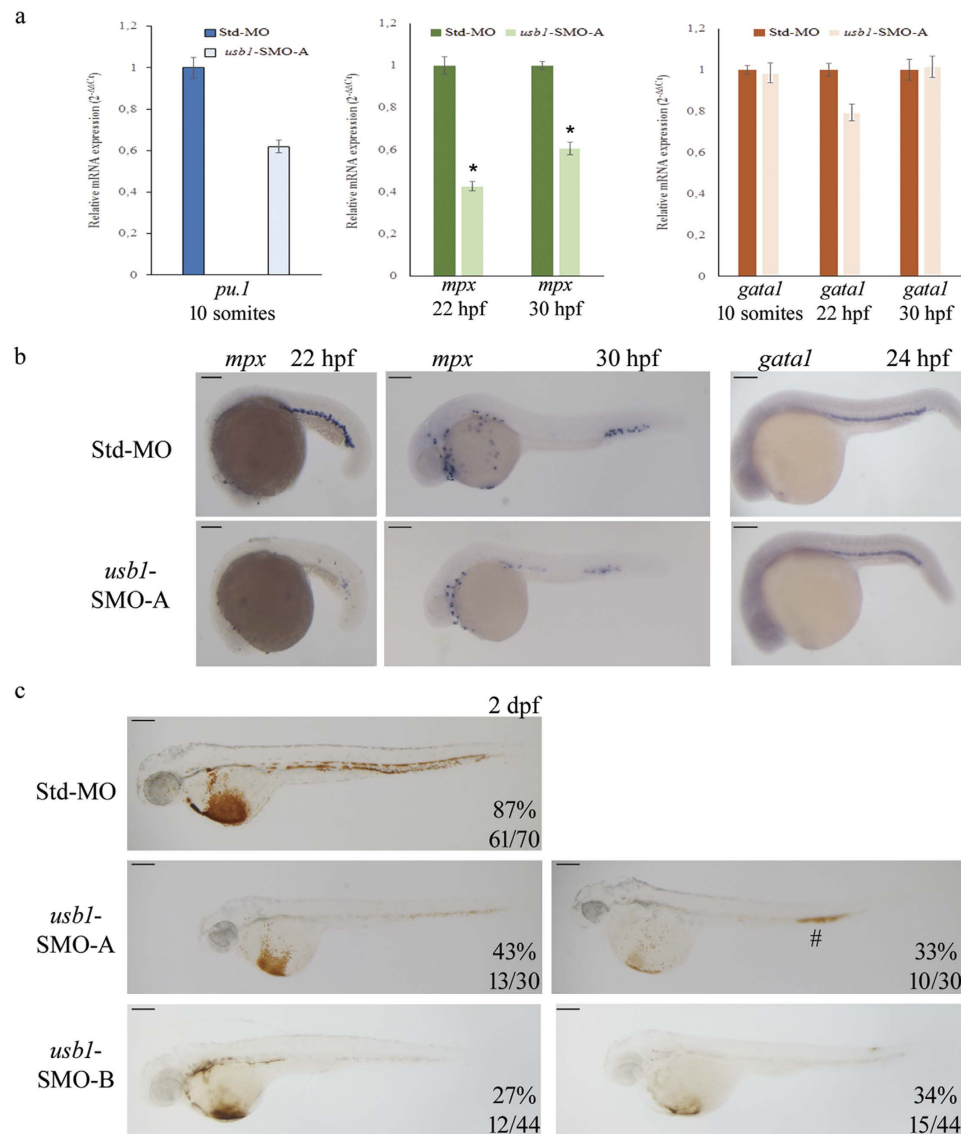 a
Relative mRNA expression (2-ΔΔCt)
1,2
1
0,8
0,6
0,4
0,2
0
Std-MO
usb1-SMO-A
pu.1
10 somites
Relative mRNA expression (2-ΔΔCt)
1,2
1
0,8
0,6
0,4
0,2
0
Std-MO usb1-SMO-A
*
*
mpx mpx
22 hpf 30 hpf
Relative mRNA expression (2-ΔΔCt)
1,2
1
0,8
0,6
0,4
0,2
0
Std-MO usb1-SMO-A
gata1 gata1 gata1
10 somites 22 hpf 30 hpf
b
mpx 22 hpf mpx 30 hpf gata1 24 hpf
Std-MO
usb1-
SMO-A
c
2 dpf
Std-MO
87%
61/70
usb1-
SMO-A
43%
13/30
#
33%
10/30
usb1-
SMO-B
27%
12/44
34%
15/44